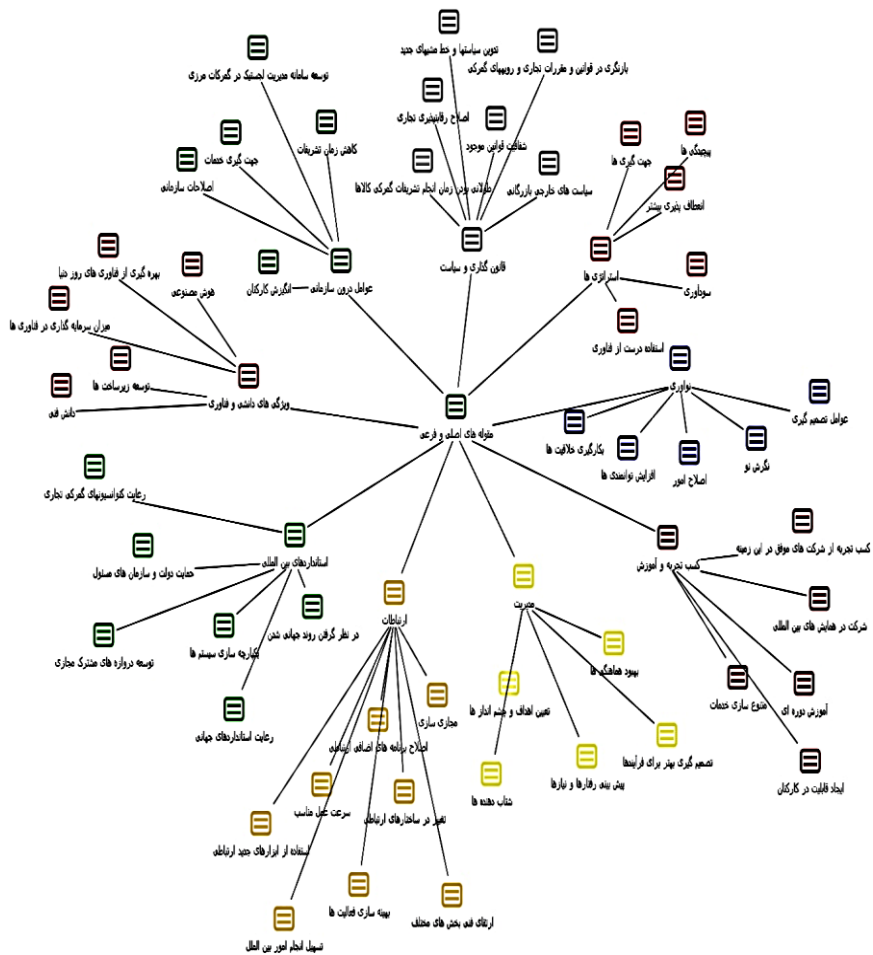 تدوین سیاستها و خط مشیهای جدید
بازنگری در قوانین و مقررات تجاری و رویههای گمرکی
توسعه سامانه مدیریت لجستیک در گمرکات مرزی
اصلاح رقابتپذیری تجاری
شفافیت قوانین موجود
کاهش زمان تشریفات
جهت گیری خدمات
جهت گیری ها
پیچیدگی ها
اصلاحات سازمانی
طولانی بودن زمان انجام تشریفات گمرکی کالاها
سیاست های خارجی بازرگانی
انعطاف پذیری بیشتر
قانون گذاری و سیاست
استراتژی ها
عوامل درون سازمانی
انگیزش کارکنان
بهره گیری از فناوری های روز دنیا
هوش مصنوعی
سودآوری
میزان سرمایه گذاری در فناوری ها
استفاده درست از فناوری
توسعه زیرساخت ها
نوآوری
ویژگی های دانشی و فناوری
دانش فنی
عوامل تصمیم گیری
مقوله های اصلی و فرعی
بکارگیری خلاقیت ها
نگرش نو
افزایش توانمندی ها
اصلاح امور
رعایت کنوانسیونهای گمرکی تجاری
کسب تجربه از شرکت های موفق در این زمینه
استانداردهای بین المللی
کسب تجربه و آموزش
حمایت دولت و سازمان های مسئول
مدیریت
ارتباطات
شرکت در همایش های بین المللی
در نظر گرفتن روند جهانی شدن
توسعه دروازه های مشترک مجازی
یکپارچه سازی سیستم ها
بهبود هماهنگی ها
تعیین اهداف و چشم انداز ها
متنوع سازی خدمات
آموزش دوره ای
مجازی سازی
رعایت استانداردهای جهانی
اصلاح برنامه های اضافی ارتباطی
تصمیم گیری بهتر برای فرآیندها
پیش بینی رفتارها و نیازها
ایجاد قابلیت در کارکنان
شتاب دهنده ها
سرعت عمل مناسب
تغییر در ساختارهای ارتباطی
استفاده از ابزارهای جدید ارتباطی
بهینه سازی فعالیت ها
ارتقای فنی بخش های مختلف
تسهیل انجام امور بین الملل